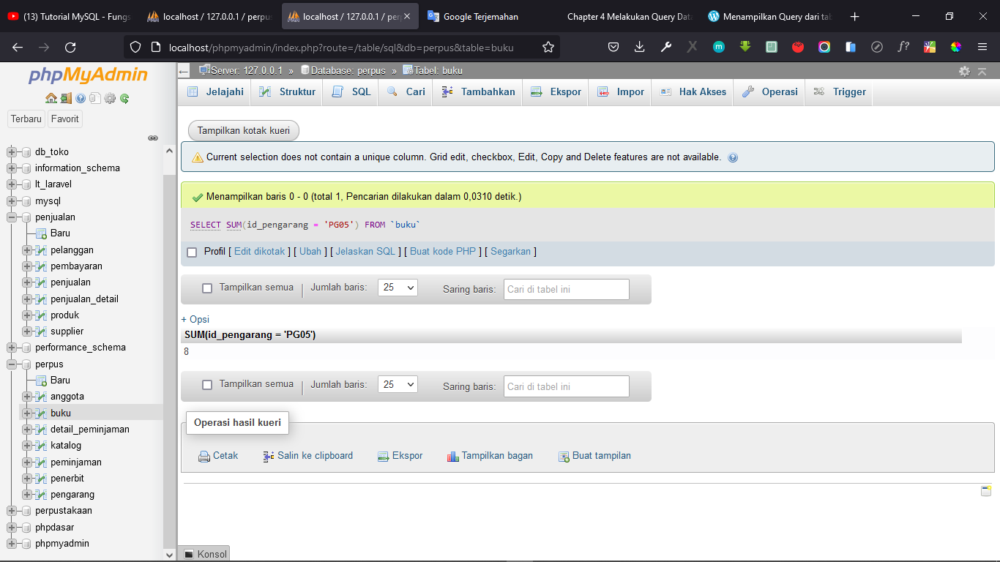 (13) Tutorial MySQL - Fungs
localhost / 127.0.0.1 / perpus
localhost / 127.0.0.1 / perp
Google Terjemahan
Chapter 4 Melakukan Query Data
Menampilkan Query dari tab
localhost/phpmyadmin/index.php?route=/table/sql&db=perpus&table=buku
phpMyAdmin
Terbaru
Favorit
db_toko
information_schema
lt_laravel
mysql
penjualan
Baru
pelanggan
pembayaran
penjualan
penjualan_detail
produk
supplier
performance_schema
perpus
Baru
anggota
buku
detail_peminjaman
katalog
peminjaman
penerbit
pengarang
perpustakaan
phpdasar
phpmyadmin
Server: 127.0.0.1 » Database: perpus » Tabel: buku
Jelajahi Struktur SQL Cari Tambahkan Ekspor Impor Hak Akses Operasi Trigger
Tampilkan kotak kueri
Current selection does not contain a unique column. Grid edit, checkbox, Edit, Copy and Delete features are not available.
Menampilkan baris 0 - 0 (total 1, Pencarian dilakukan dalam 0,0310 detik.)
SELECT SUM(id_pengarang = 'PG05') FROM `buku`
Profil [ Edit dikotak ] [ Ubah ] [ Jelaskan SQL ] [ Buat kode PHP ] [ Segarkan ]
Tampilkan semua | Jumlah baris: 25 Saring baris: Cari di tabel ini
+ Opsi
SUM(id_pengarang = 'PG05')
8
Tampilkan semua | Jumlah baris: 25 Saring baris: Cari di tabel ini
Operasi hasil kueri
Cetak Salin ke clipboard Ekspor Tampilkan bagan Buat tampilan
Konsol